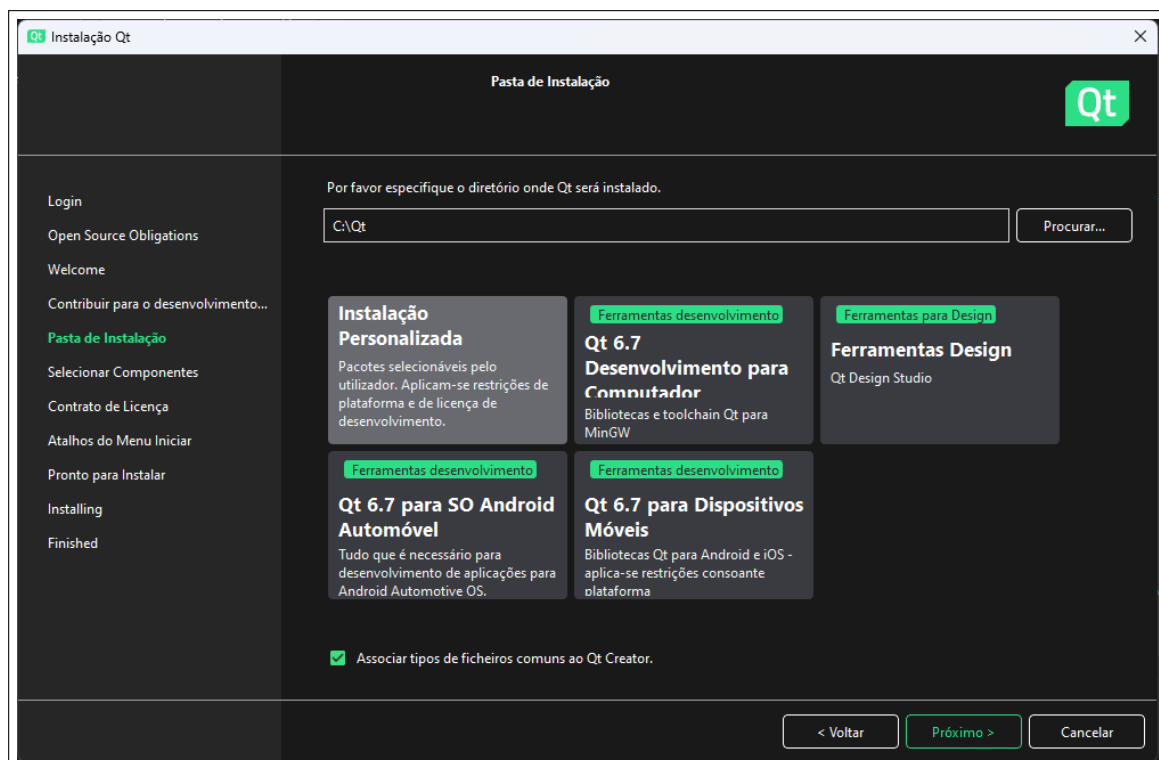 Qt Instalação Qt
Pasta de Instalação
Qt
Login
Open Source Obligations
Welcome
Contribuir para o desenvolvimento...
Pasta de Instalação
Selecionar Componentes
Contrato de Licença
Atalhos do Menu Iniciar
Pronto para Instalar
Installing
Finished
Por favor especifique o diretório onde Qt será instalado.
C:\Qt
Procurar...
Instalação
Personalizada
Pacotes selecionáveis pelo
utilizador. Aplicam-se restrições de
plataforma e de licença de
desenvolvimento.
Ferramentas desenvolvimento
Qt 6.7
Desenvolvimento para
Computador
Bibliotecas e toolchain Qt para
MinGW
Ferramentas para Design
Ferramentas Design
Qt Design Studio
Ferramentas desenvolvimento
Qt 6.7 para SO Android
Automóvel
Tudo que é necessário para
desenvolvimento de aplicações para
Android Automotive OS.
Ferramentas desenvolvimento
Qt 6.7 para Dispositivos
Móveis
Bibliotecas Qt para Android e iOS -
aplica-se restrições consoante
plataforma
Associar tipos de ficheiros comuns ao Qt Creator.
< Voltar
Próximo >
Cancelar